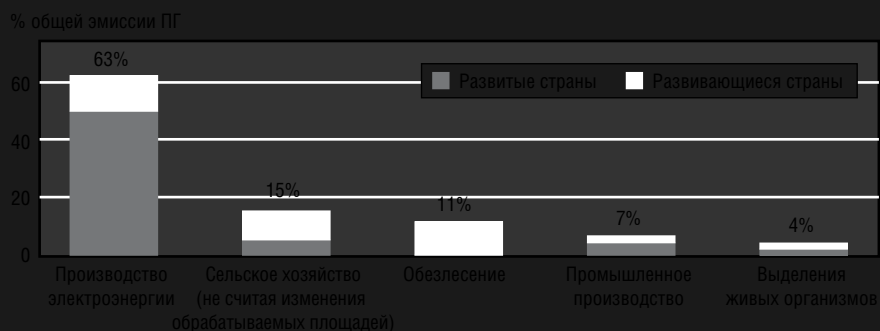 % общей эмиссии ПГ
63%
Развитые страны
Развивающиеся страны
60
40
20
0
15%
11%
7%
4%
Производство
электроэнергии
Сельское хозяйство
(не считая изменения
обрабатываемых площадей)
Обезлесение
Промышленное
производство
Выделения
живых организмов